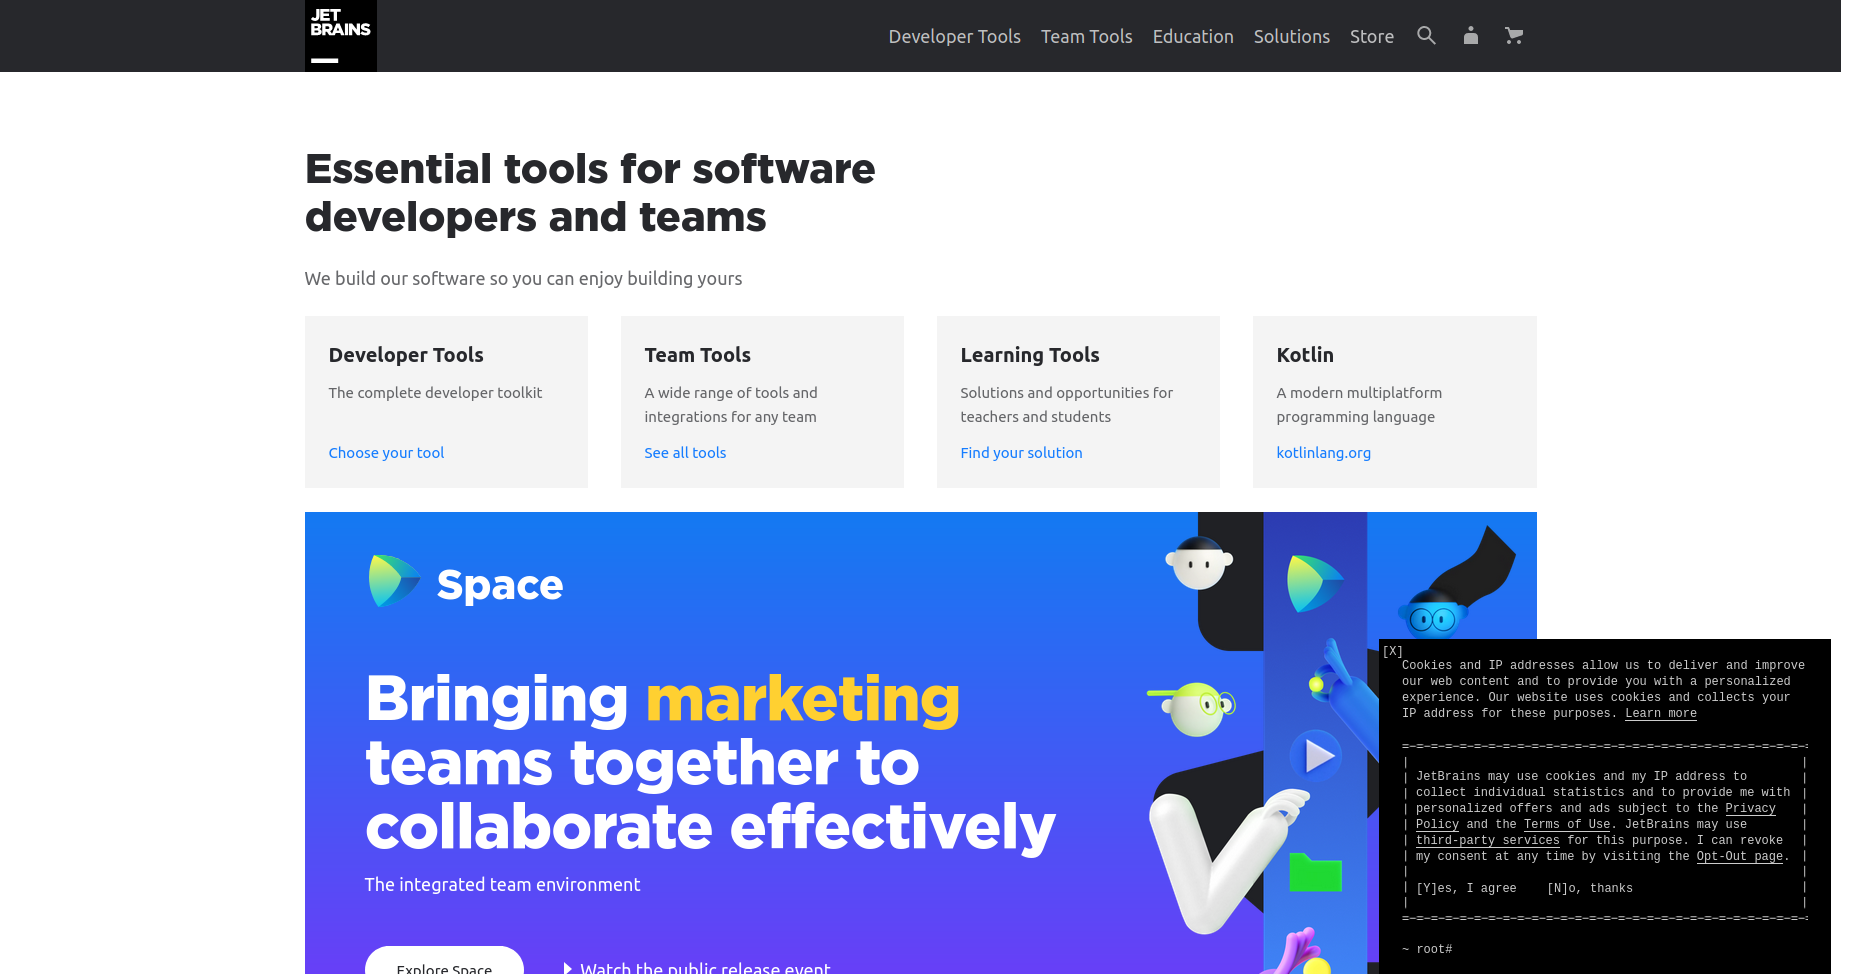 JET
BRAINS
Developer Tools Team Tools Education Solutions Store
Essential tools for software
developers and teams
We build our software so you can enjoy building yours
Developer Tools
The complete developer toolkit
Choose your tool
Team Tools
A wide range of tools and
integrations for any team
See all tools
Learning Tools
Solutions and opportunities for
teachers and students
Find your solution
Kotlin
A modern multiplatform
programming language
kotlinlang.org
Space
Bringing marketing
teams together to
collaborate effectively
The integrated team environment
Explore Space
Watch the public release event
[X]
Cookies and IP addresses allow us to deliver and improve
our web content and to provide you with a personalized
experience. Our website uses cookies and collects your
IP address for these purposes. Learn more
JetBrains may use cookies and my IP address to
collect individual statistics and to provide me with
personalized offers and ads subject to the Privacy
Policy and the Terms of Use. JetBrains may use
third-party services for this purpose. I can revoke
my consent at any time by visiting the Opt-Out page.
[Y]es, I agree [N]o, thanks
~ root#